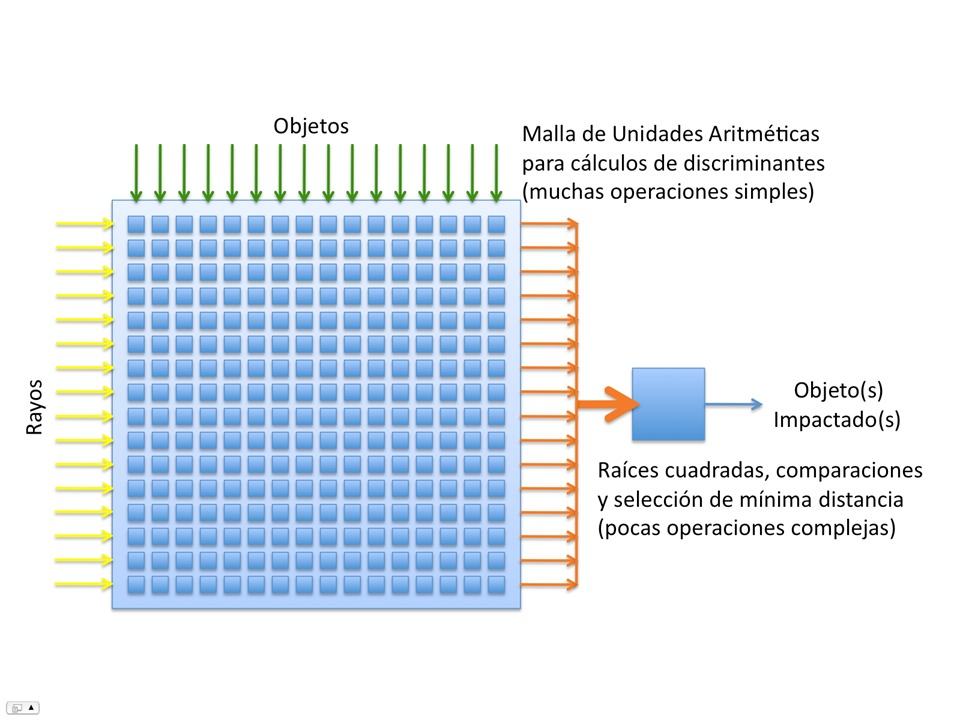 Objetos
Malla de Unidades Aritméticas
para cálculos de discriminantes
(muchas operaciones simples)
Rayos
Objeto(s)
Impactado(s)
Raíces cuadradas, comparaciones
y selección de mínima distancia
(pocas operaciones complejas)